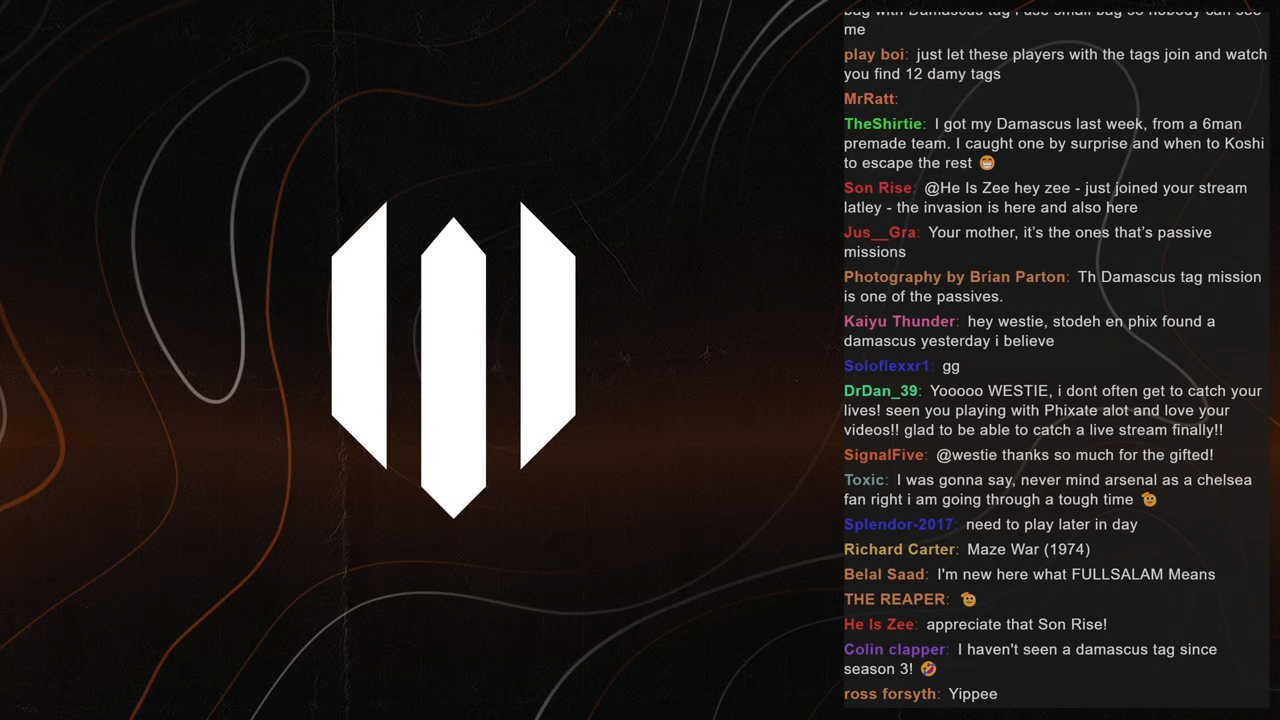 bag with Damascus tag i use small bag so nobody can see
me
play boi: just let these players with the tags join and watch
you find 12 damy tags
MrRatt:
TheShirtie: I got my Damascus last week, from a 6man
premade team. I caught one by surprise and when to Koshi
to escape the rest 😁
Son Rise: @He Is Zee hey zee - just joined your stream
latley - the invasion is here and also here
Jus__Gra: Your mother, it’s the ones that’s passive
missions
Photography by Brian Parton: Th Damascus tag mission
is one of the passives.
Kaiyu Thunder: hey westie, stodeh en phix found a
damascus yesterday i believe
Soloflexxr1: gg
DrDan_39: Yooooo WESTIE, i dont often get to catch your
lives! seen you playing with Phixate alot and love your
videos!! glad to be able to catch a live stream finally!!
SignalFive: @westie thanks so much for the gifted!
Toxic: I was gonna say, never mind arsenal as a chelsea
fan right i am going through a tough time 🫡
Splendor-2017: need to play later in day
Richard Carter: Maze War (1974)
Belal Saad: I'm new here what FULLSALAM Means
THE REAPER: 🫡
He Is Zee: appreciate that Son Rise!
Colin clapper: I haven't seen a damascus tag since
season 3! 🤣
ross forsyth: Yippee